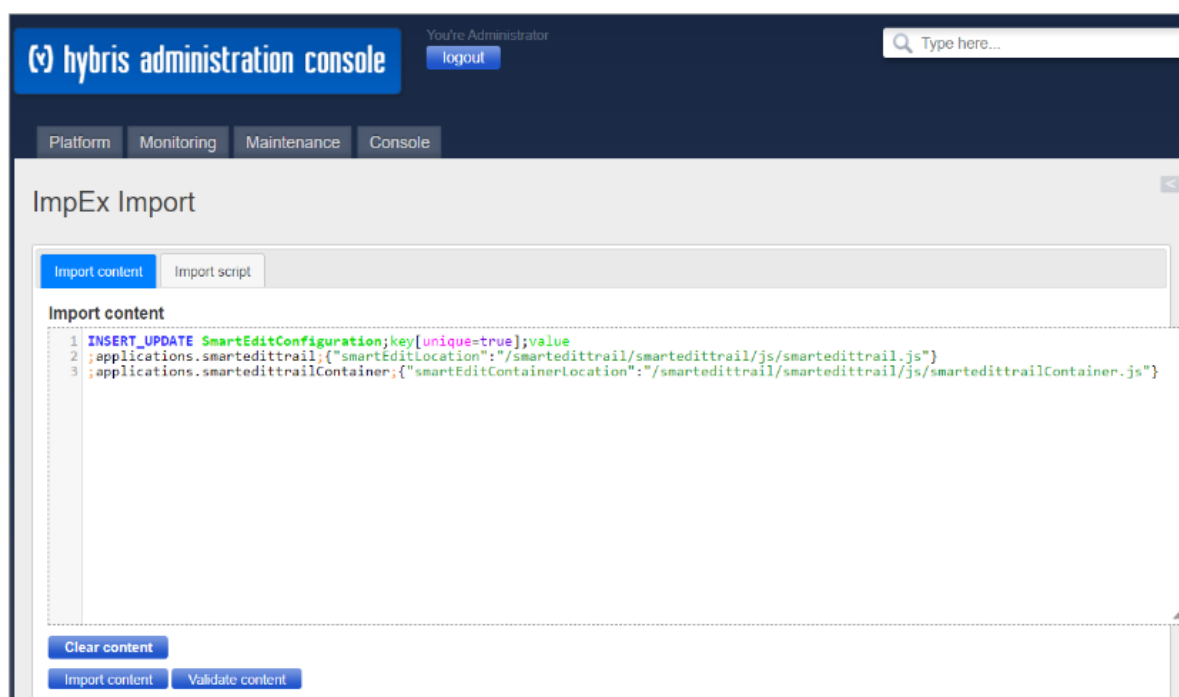 You're Administrator
(v) hybris administration console
logout
Type here...
Platform Monitoring Maintenance Console
<
ImpEx Import
Import content Import script
Import content
1 INSERT_UPDATE SmartEditConfiguration;key[unique=true];value
2 ;applications.smartedittrail;{"smartEditLocation":"/smartedittrail/smartedittrail/js/smartedittrail.js"}
3 ;applications.smartedittrailContainer;{"smartEditContainerLocation":"/smartedittrail/smartedittrail/js/smartedittrailContainer.js"}
Clear content
Import content Validate content